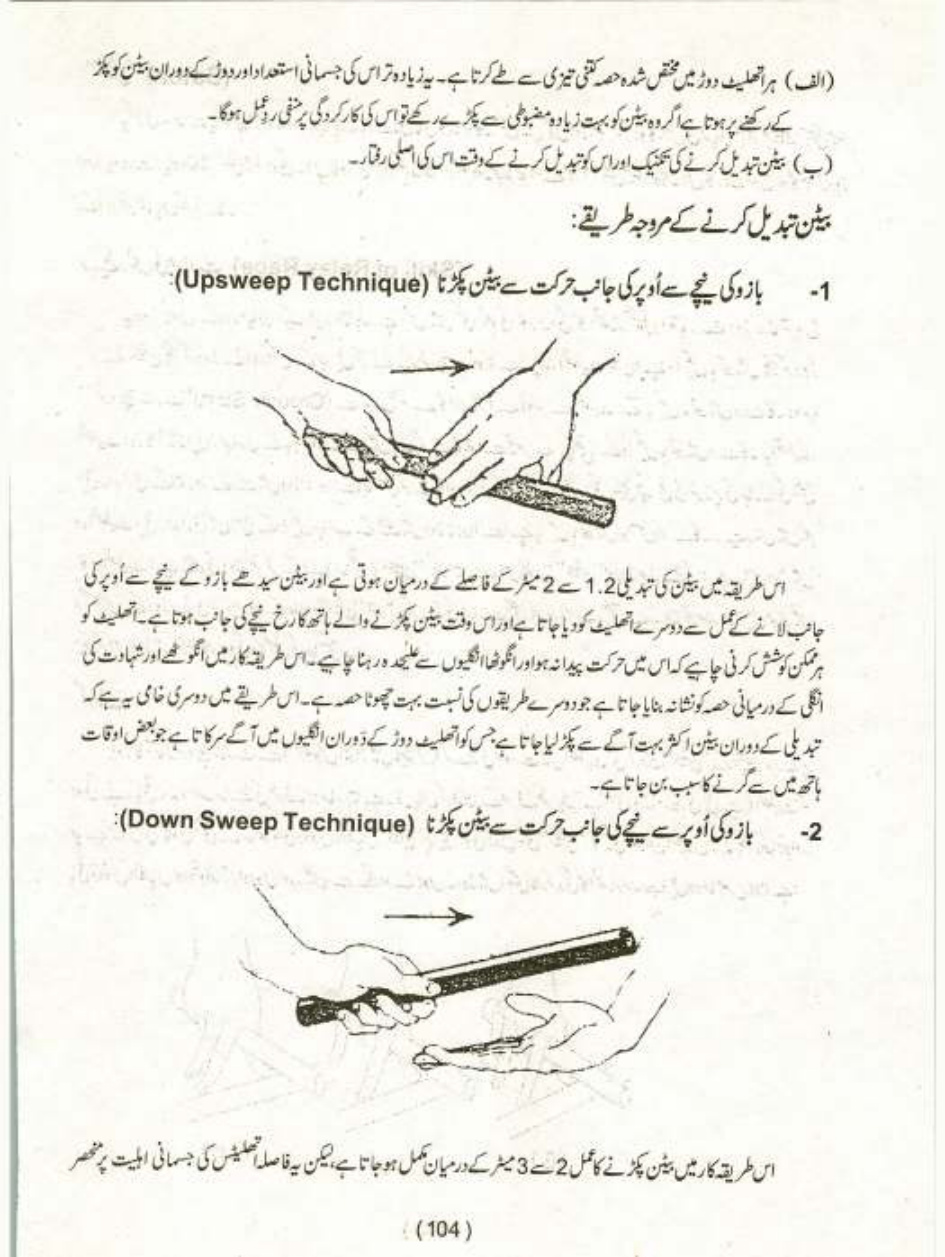 (الف) ہر اتھلیٹ دوڑ میں مختص شدہ حصہ کتنی تیزی سے طے کرتا ہے۔ یہ زیادہ تر اس کی جسمانی استعداد اور دوڑ کے دوران بیٹن کو پکڑ
کے رکھنے پر ہوتا ہے اگر وہ بیٹن کو بہت زیادہ مضبوطی سے پکڑے رکھے تو اس کی کارکردگی پر منفی ردِ عمل ہوگا۔
(ب) بیٹن تبدیل کرنے کی تکنیک اور اس کو تبدیل کرنے کے وقت اس کی اصلی رفتار۔
بیٹن تبدیل کرنے کے مروجہ طریقے:
1- بازو کی نیچے سے اُوپر کی جانب حرکت سے بیٹن پکڑنا (Upsweep Technique):
اس طریقہ میں بیٹن کی تبدیلی 1.2 سے 2 میٹر کے فاصلے کے درمیان ہوتی ہے اور بیٹن سیدھے بازو کے نیچے سے اُوپر کی
جانب لانے کے عمل سے دوسرے اتھلیٹ کو دیا جاتا ہے اور اس وقت بیٹن پکڑنے والے ہاتھ کا رخ نیچے کی جانب ہوتا ہے۔ اتھلیٹ کو
ہر ممکن کوشش کرنی چاہیے کہ اس میں حرکت پیدا نہ ہو اور انگوٹھا انگلیوں سے علیٰحدہ رہنا چاہیے۔ اس طریقہ کار میں انگوٹھے اور شہادت کی
انگلی کے درمیانی حصہ کو نشانہ بنایا جاتا ہے جو دوسرے طریقوں کی نسبت بہت چھوٹا حصہ ہے۔ اس طریقے میں دوسری خامی یہ ہے کہ
تبدیلی کے دوران بیٹن اکثر بہت آگے سے پکڑ لیا جاتا ہے جس کو اتھلیٹ دوڑ کے دَوران انگلیوں میں آگے سرکاتا ہے جو بعض اوقات
ہاتھ میں سے گرنے کا سبب بن جاتا ہے۔
2- بازو کی اُوپر سے نیچے کی جانب حرکت سے بیٹن پکڑنا (Down Sweep Technique):
اس طریقہ کار میں بیٹن پکڑنے کا عمل 2 سے 3 میٹر کے درمیان مکمل ہو جاتا ہے، لیکن یہ فاصلہ اتھلیٹس کی جسمانی اہلیت پر منحصر
(104)